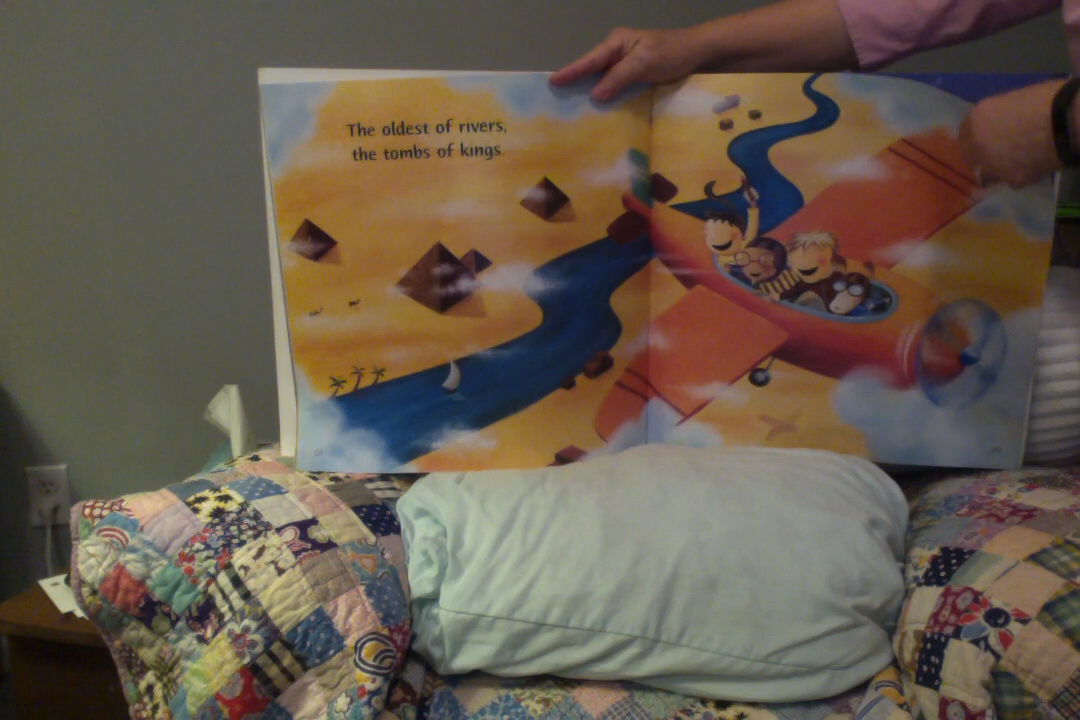 The oldest of rivers,
the tombs of kings.